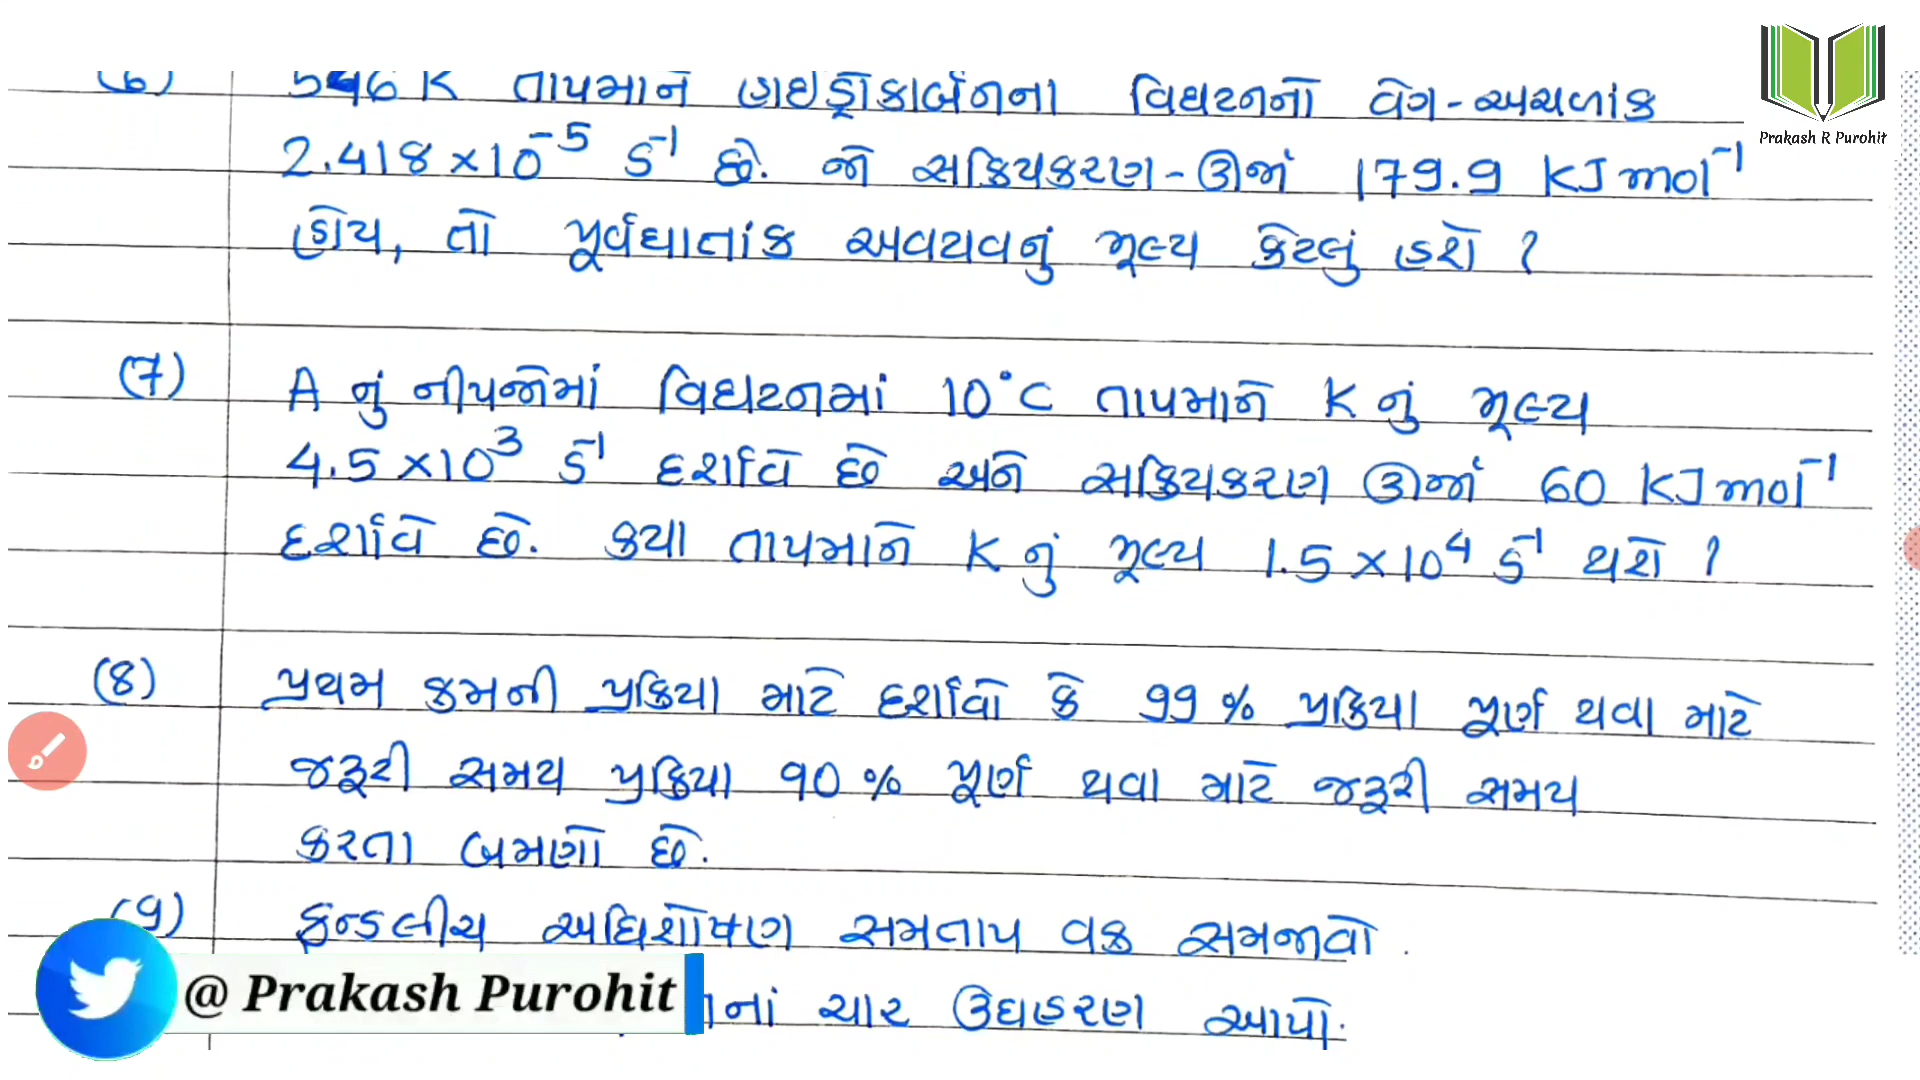 Prakash R Purohit
(6) 546 K તાપમાને હાઇડ્રોકાર્બનના વિઘટનનો વેગ-અચળાંક
2.418×10⁻⁵ S⁻¹ છે. જો સક્રિયકરણ-ઊર્જા 179.9 KJ mol⁻¹
હોય, તો પૂર્વઘાતાંક અવયવનું મૂલ્ય કેટલું હશે ?
(7) A નું નીપજોમાં વિઘટનમાં 10°C તાપમાને K નું મૂલ્ય
4.5×10³ S⁻¹ દર્શાવે છે અને સક્રિયકરણ ઊર્જા 60 KJ mol⁻¹
દર્શાવે છે. કયા તાપમાને K નું મૂલ્ય 1.5×10⁴ S⁻¹ થશે ?
(8) પ્રથમ ક્રમની પ્રક્રિયા માટે દર્શાવો કે 99 % પ્રક્રિયા પૂર્ણ થવા માટે
જરૂરી સમય પ્રક્રિયા 90 % પૂર્ણ થવા માટે જરૂરી સમય
કરતા બમણો છે.
(9) ફ્રન્ડલીચ અધિશોષણ સમતાપ વક્ર સમજાવો.
@ Prakash Purohit
નાં ચાર ઉદાહરણ આપો.